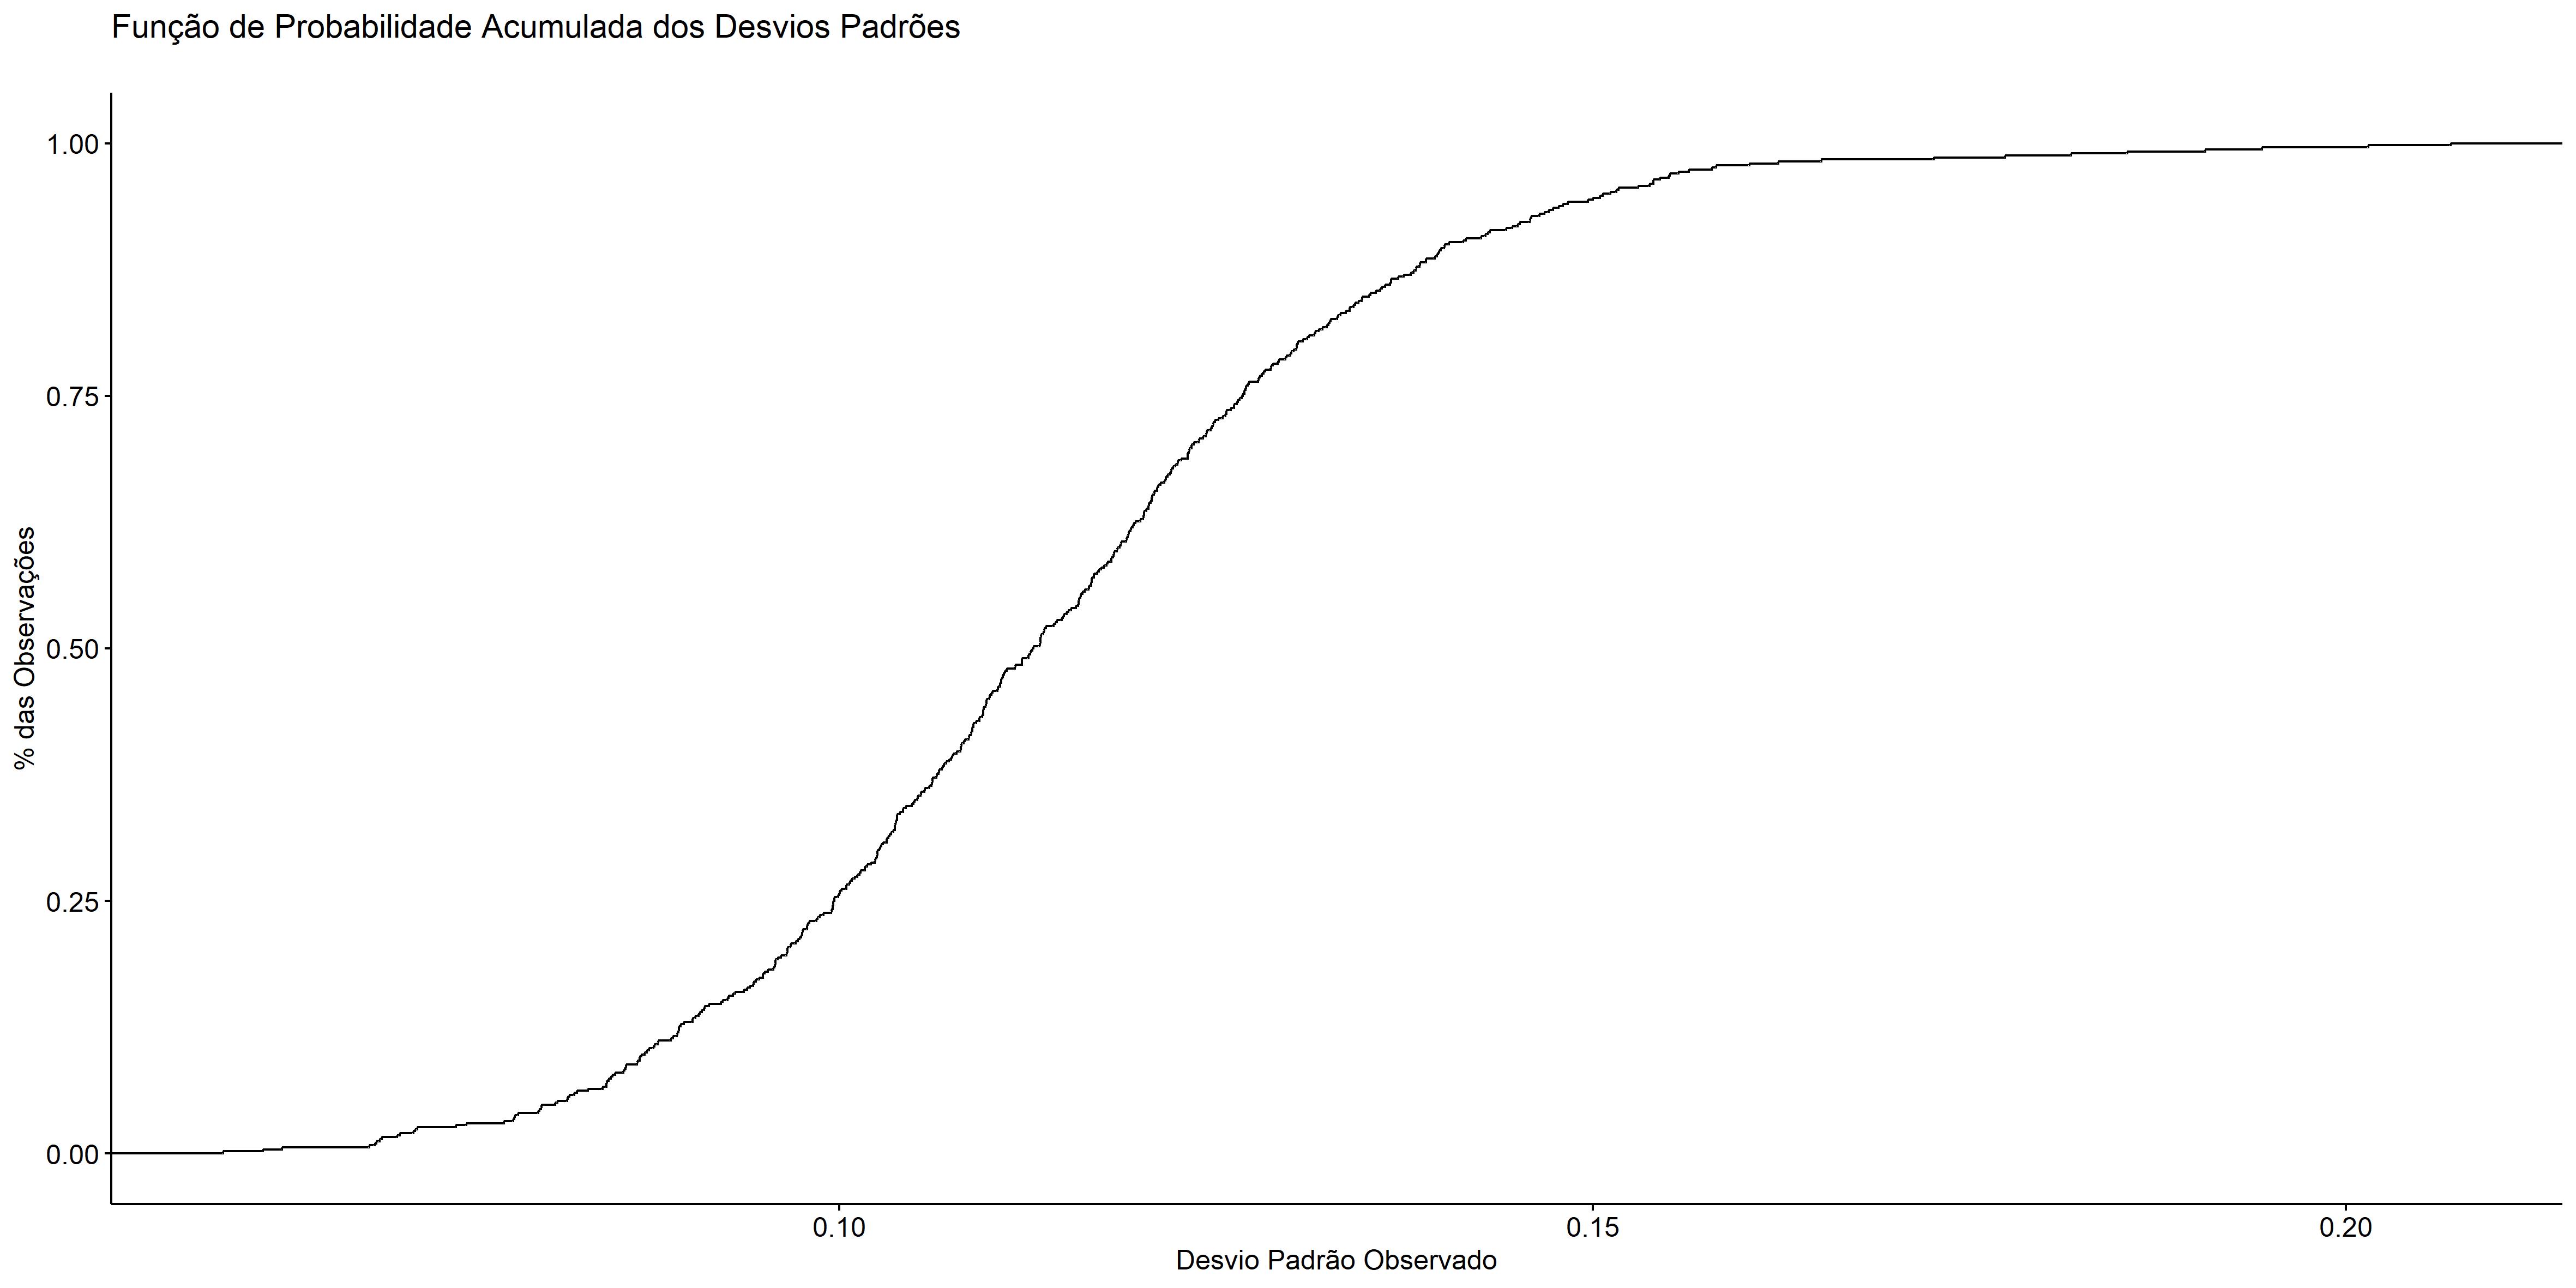 Função de Probabilidade Acumulada dos Desvios Padrões
1.00
0.75
0.50
0.25
0.00
% das Observações
0.10
0.15
0.20
Desvio Padrão Observado